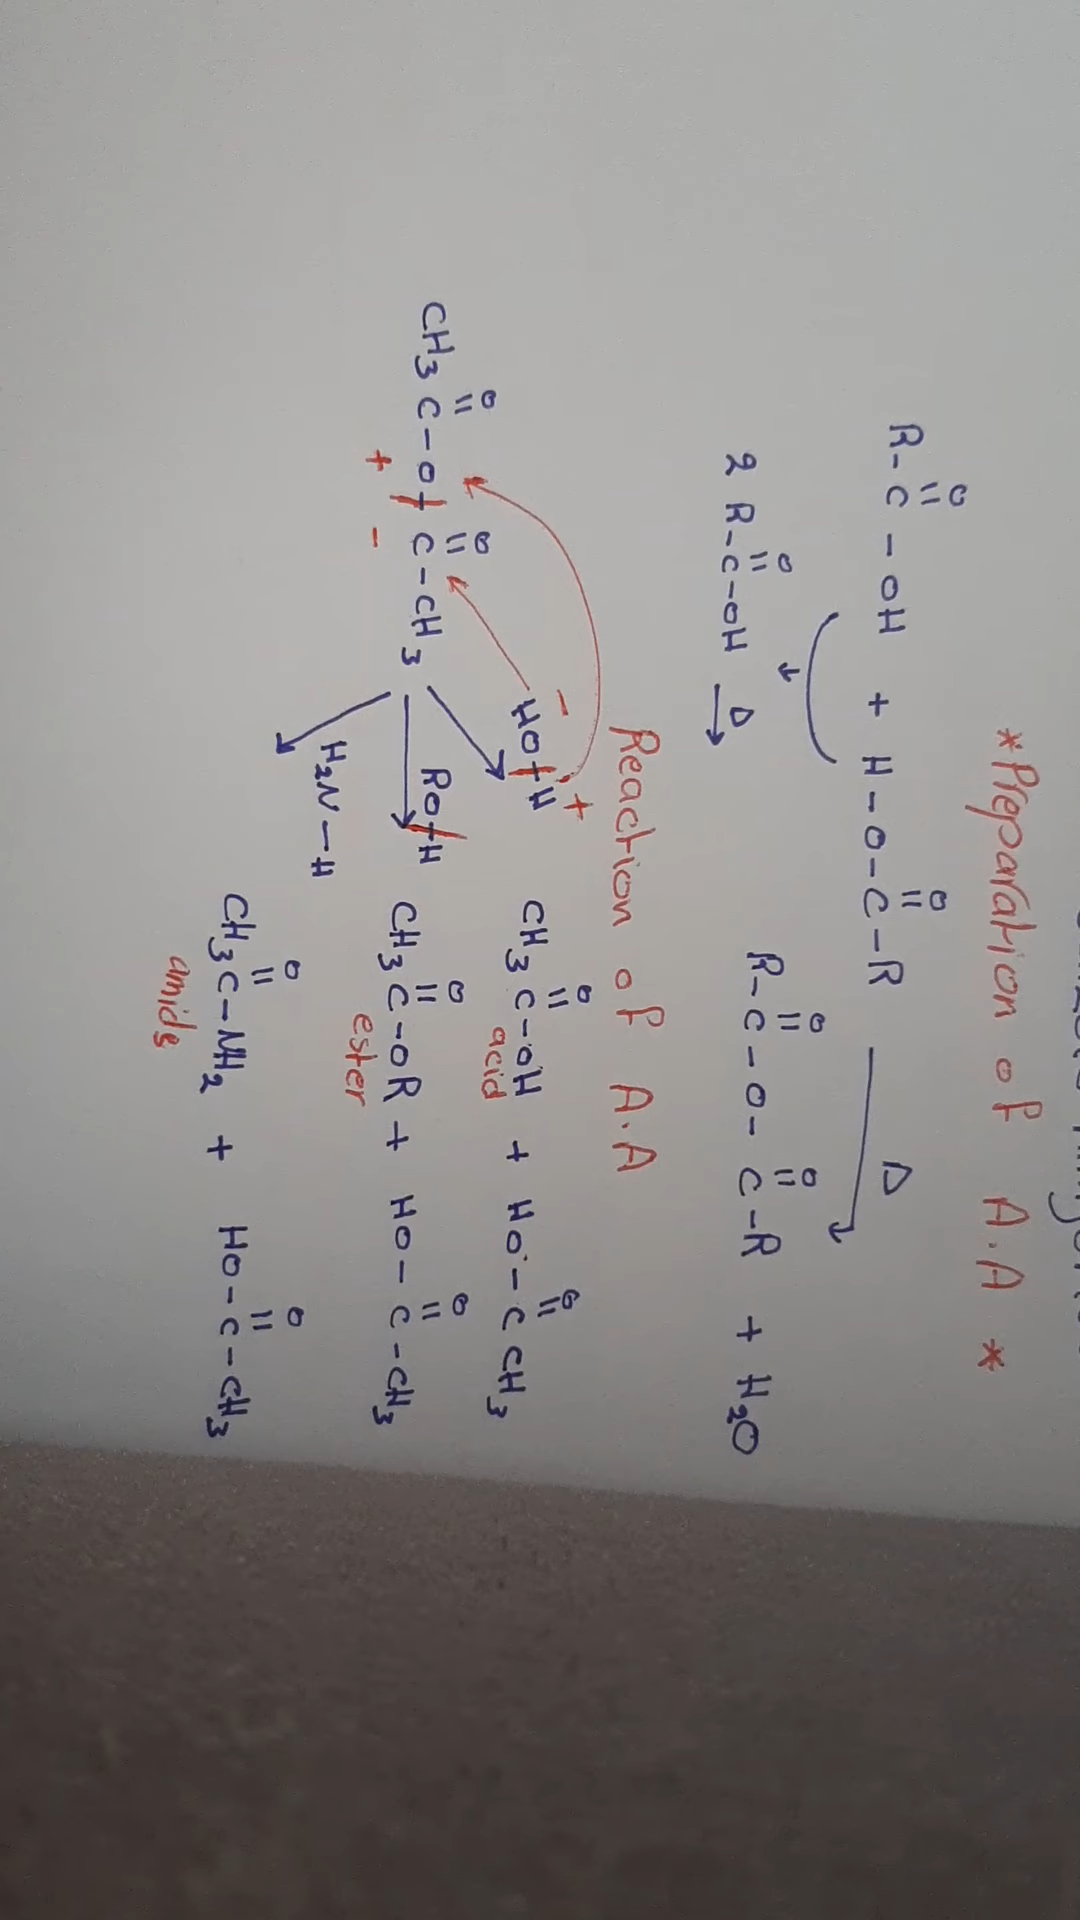 *Preparation of A.A *
O O
R-C-OH + H-O-C-R Δ
O O O
2 R-C-OH Δ R-C-O-C-R + H2O
Reaction of A.A
- +
HO+H
O O
CH3C-OH + HO-C CH3
acid
O O
CH3C-O+C-CH3
+ -
RO+H
O O
CH3C-OR + HO-C-CH3
ester
H2N-H
O O
CH3C-NH2 + HO-C-CH3
amide